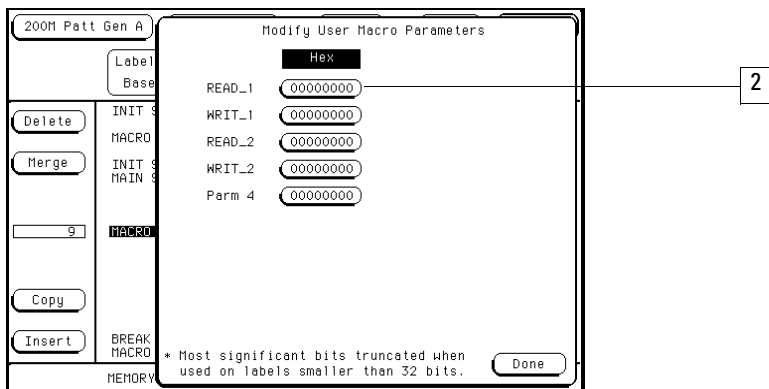 200M Patt Gen A
Modify User Macro Parameters
Label
Hex
Base
READ_1 00000000
2
INIT S
WRIT_1 00000000
Delete
MACRO
READ_2 00000000
Merge
INIT S
WRIT_2 00000000
MAIN S
Parm 4 00000000
9
MACRO
Copy
Insert
BREAK
MACRO
* Most significant bits truncated when
used on labels smaller than 32 bits.
Done
MEMORY